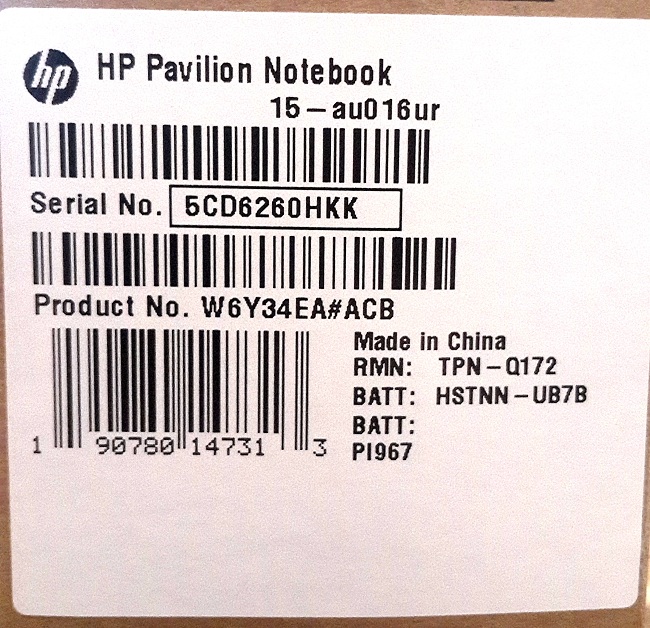 hp HP Pavilion Notebook
15-au016ur
Serial No. 5CD6260HKK
Product No. W6Y34EA#ACB
Made in China
RMN: TPN-Q172
BATT: HSTNN-UB7B
BATT:
PI967
1 90780 14731 3